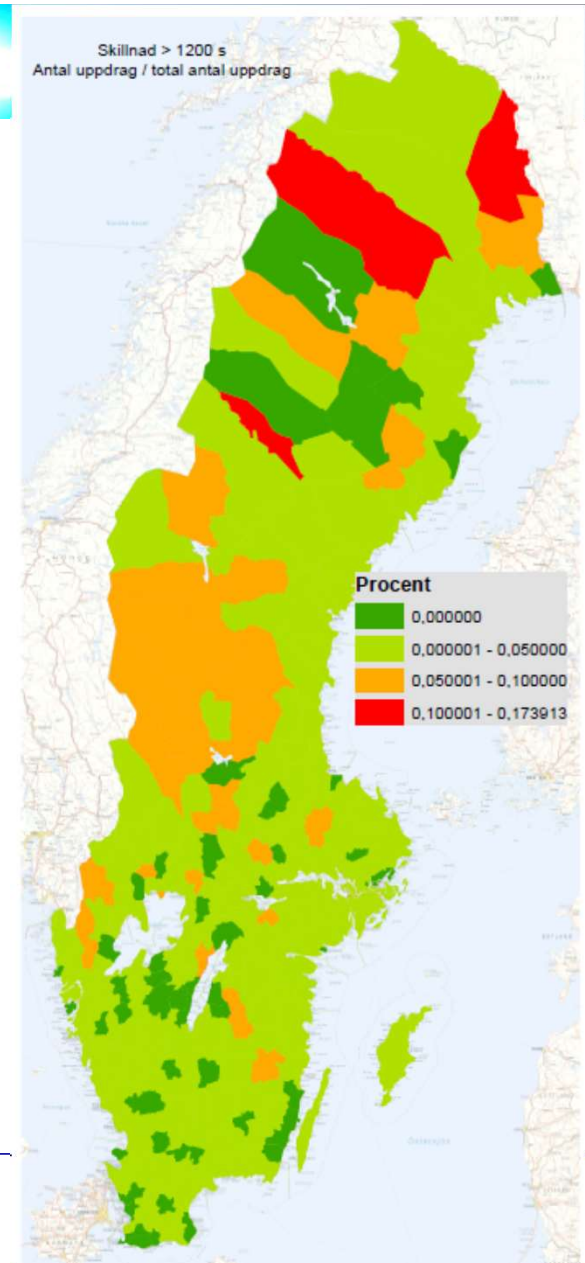 Skillnad > 1200 s
Antal uppdrag / total antal uppdrag
Procent
0,000000
0,000001 - 0,050000
0,050001 - 0,100000
0,100001 - 0,173913